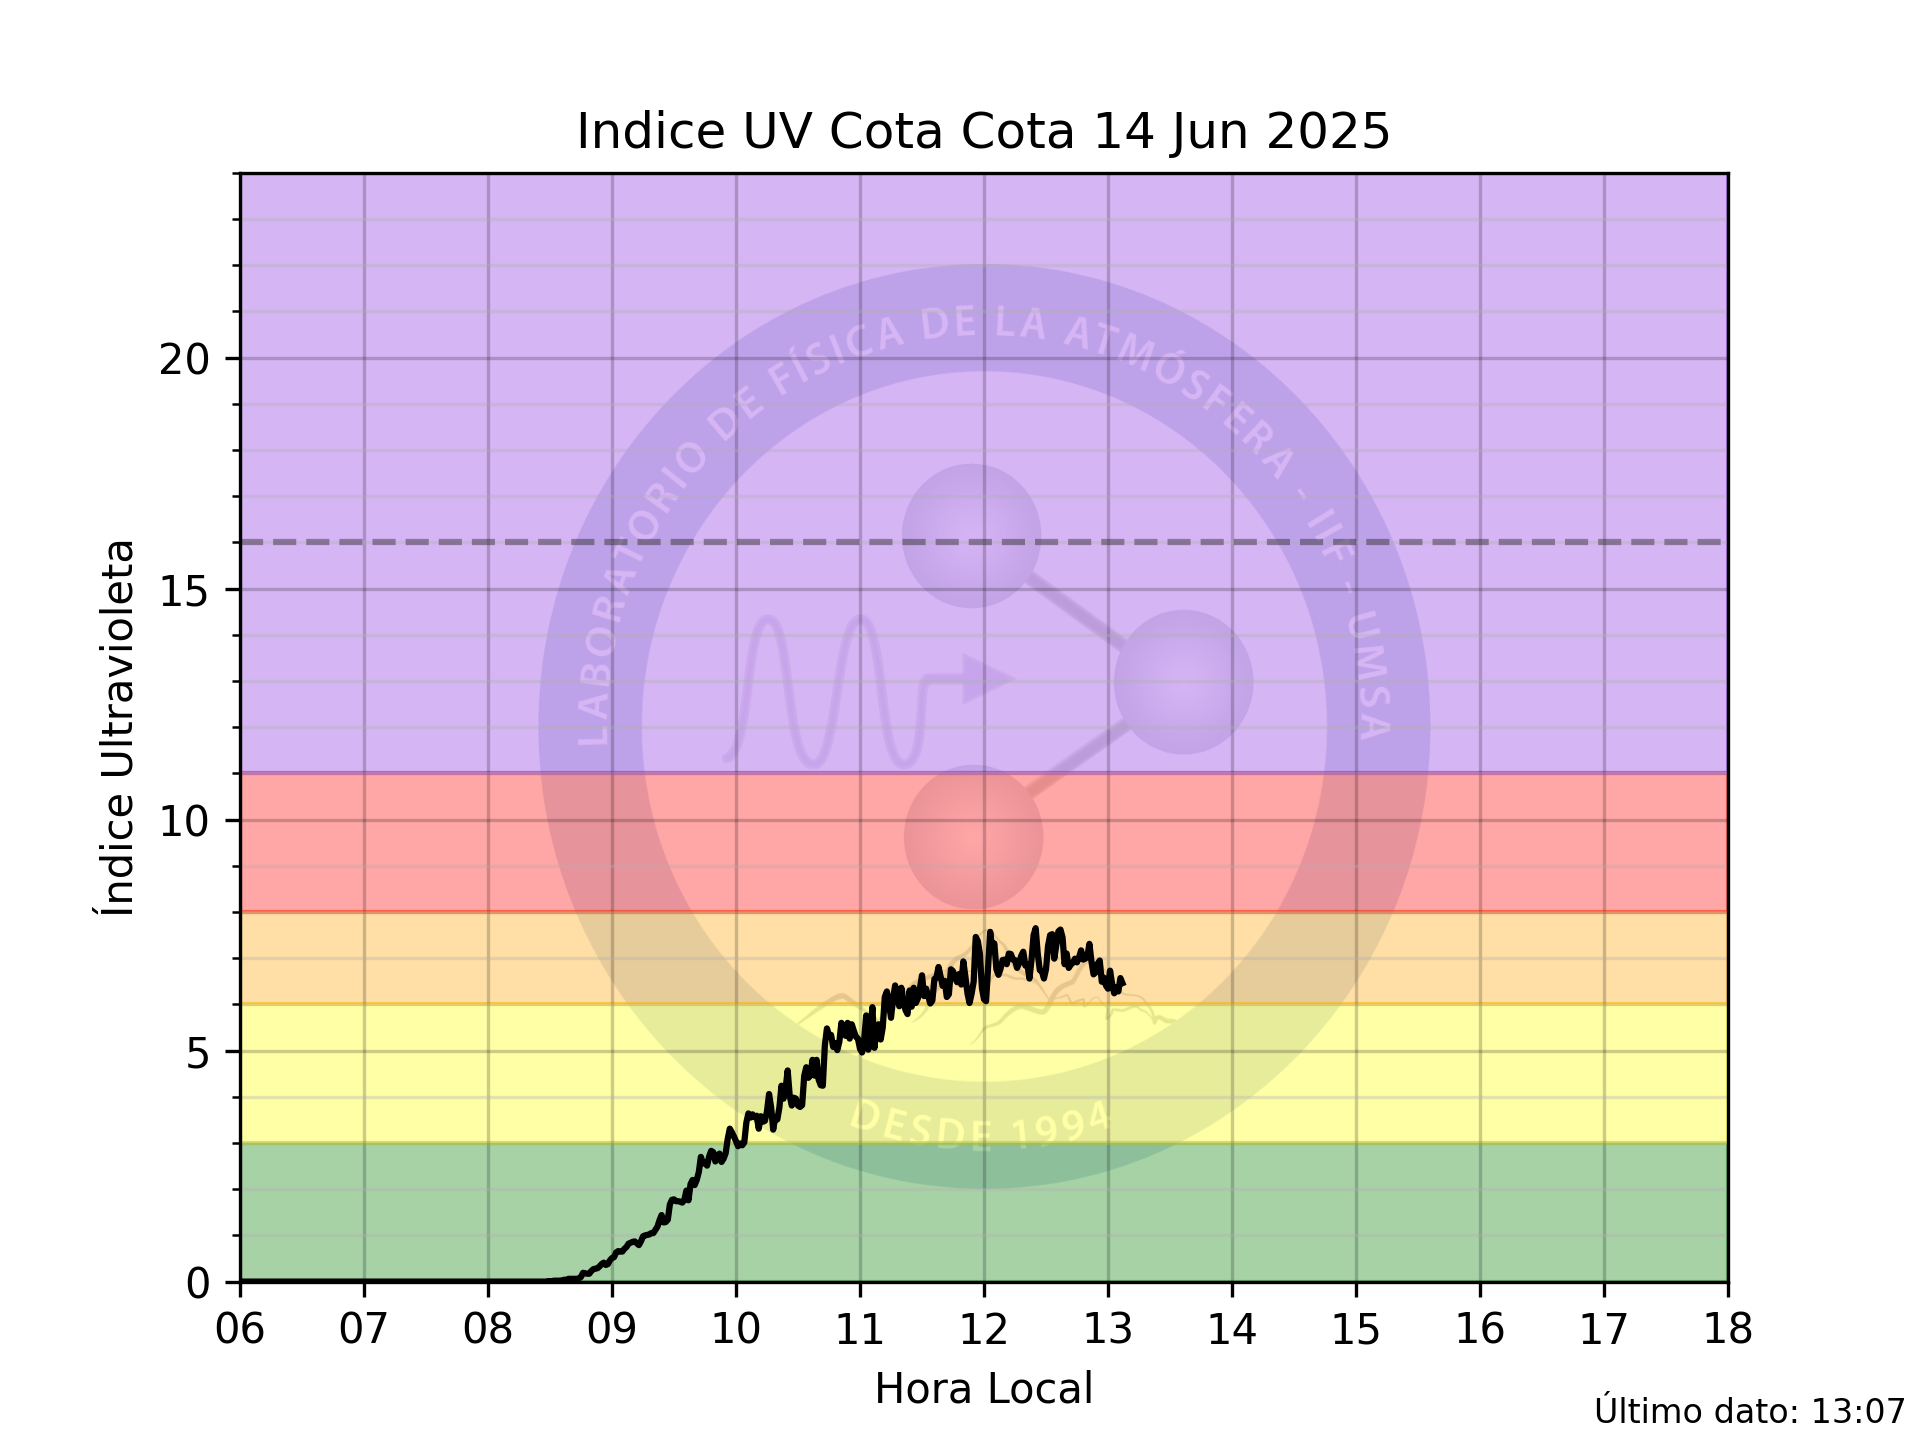 Indice UV Cota Cota 14 Jun 2025
LABORATORIO DE FÍSICA DE LA ATMÓSFERA - IIF - UMSA
DESDE 1994
Índice Ultravioleta
20
15
10
5
0
06 07 08 09 10 11 12 13 14 15 16 17 18
Hora Local
Último dato: 13:07